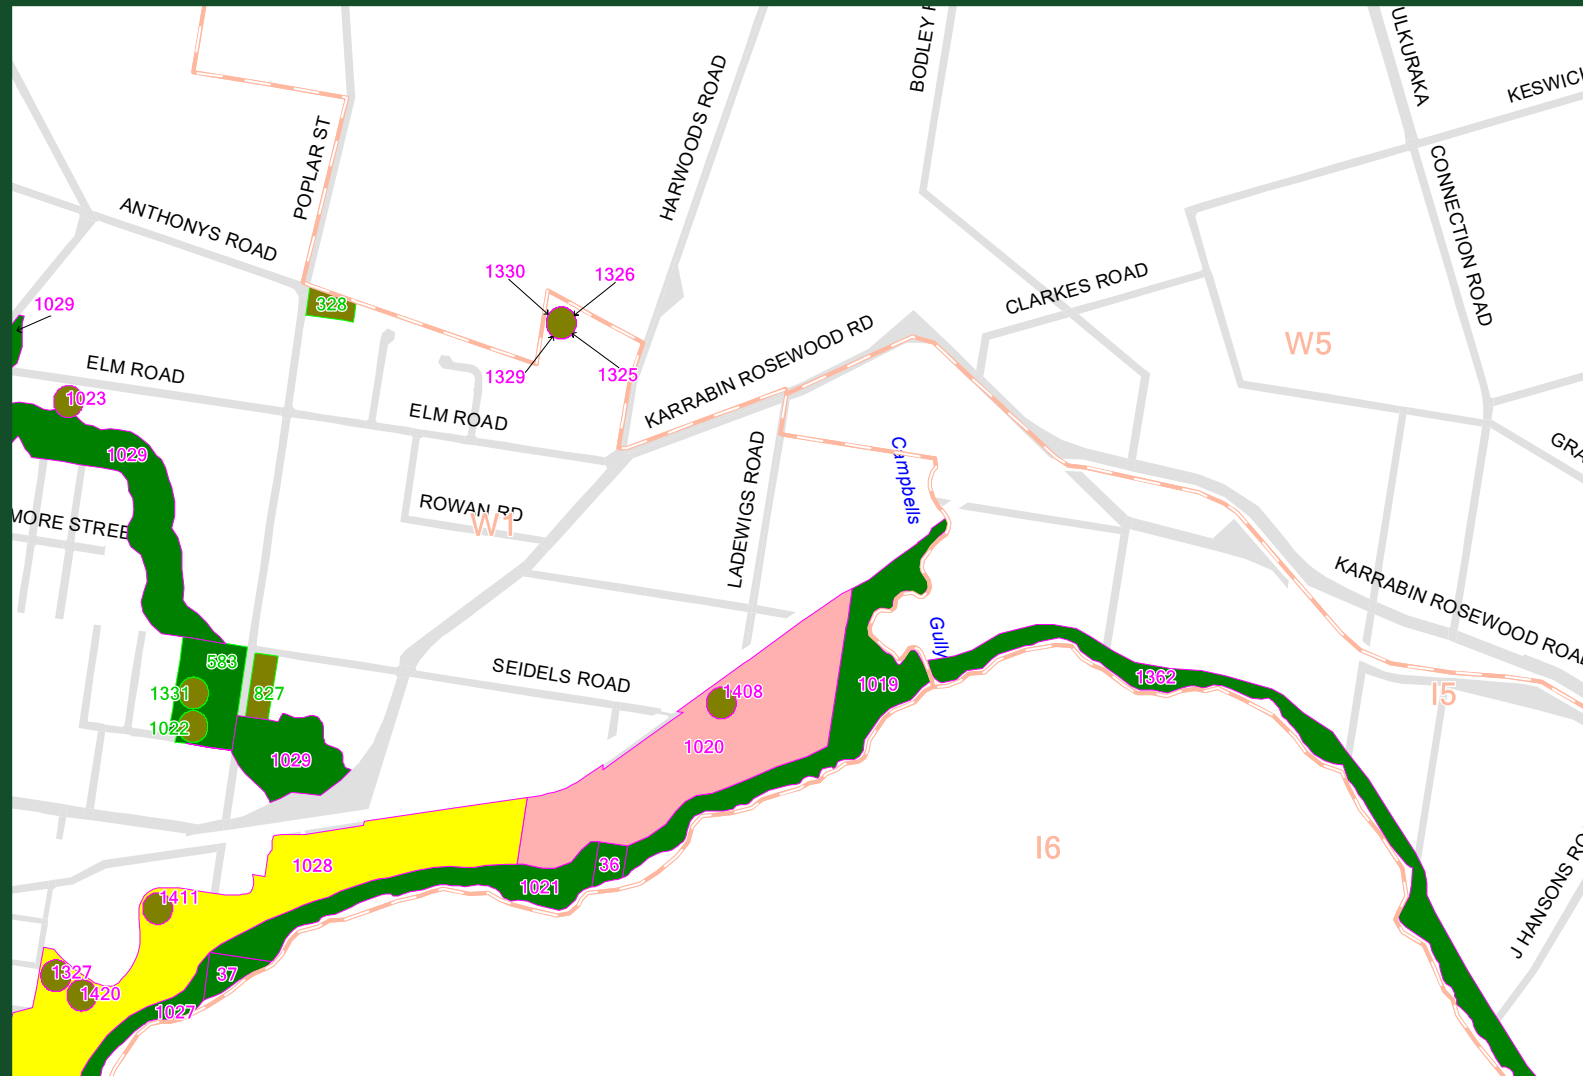 BODLEY
ULKURAKA
KESWICK
HARWOODS ROAD
POPLAR ST
ANTHONYS ROAD
CONNECTION ROAD
1330
1326
CLARKES ROAD
1029
328
W5
KARRABIN ROSEWOOD RD
ELM ROAD
1329
1325
1023
ELM ROAD
1029
Campbells
GRA
LADEWIGS ROAD
ROWAN RD
MORE STREE
W1
KARRABIN ROSEWOOD ROAD
Gully
583
SEIDELS ROAD
1362
1331
827
1408
1019
I5
1022
1020
1029
1028
36
I6
1021
1411
J HANSONS RO
1327
37
1420
1027